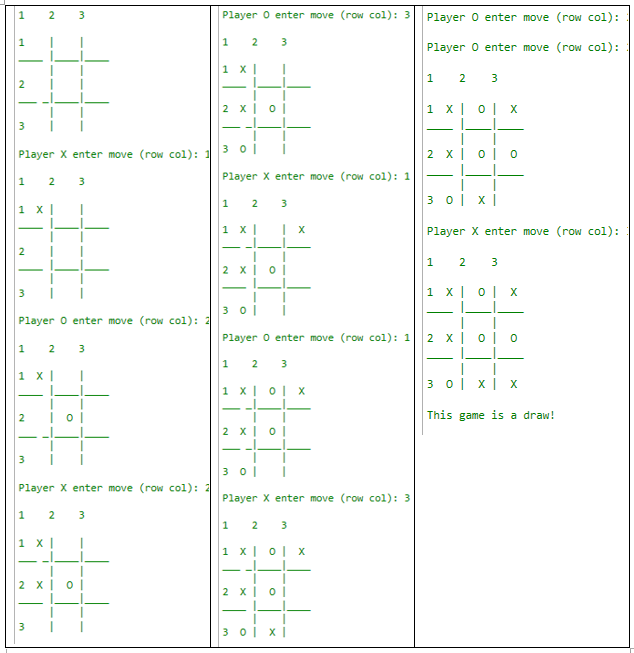 1 2 3
1 | |
___ _|___|___
| |
2 | |
___ _|___|___
| |
3 | |
Player X enter move (row col): 1
1 2 3
1 X | |
___ _|___|___
| |
2 | |
___ _|___|___
| |
3 | |
Player O enter move (row col): 2
1 2 3
1 X | |
___ _|___|___
| |
2 | O |
___ _|___|___
| |
3 | |
Player X enter move (row col): 2
1 2 3
1 X | |
___ _|___|___
| |
2 X | O |
___ _|___|___
| |
3 | |
Player O enter move (row col): 3
1 2 3
1 X | |
___ _|___|___
| |
2 X | O |
___ _|___|___
| |
3 O | |
Player X enter move (row col): 1
1 2 3
1 X | | X
___ _|___|___
| |
2 X | O |
___ _|___|___
| |
3 O | |
Player O enter move (row col): 1
1 2 3
1 X | O | X
___ _|___|___
| |
2 X | O |
___ _|___|___
| |
3 O | |
Player X enter move (row col): 3
1 2 3
1 X | O | X
___ _|___|___
| |
2 X | O |
___ _|___|___
| |
3 O | X |
Player O enter move (row col):
Player O enter move (row col):
1 2 3
1 X | O | X
___ |___|___
| |
2 X | O | O
___ |___|___
| |
3 O | X |
Player X enter move (row col):
1 2 3
1 X | O | X
___ |___|___
| |
2 X | O | O
___ |___|___
| |
3 O | X | X
This game is a draw!